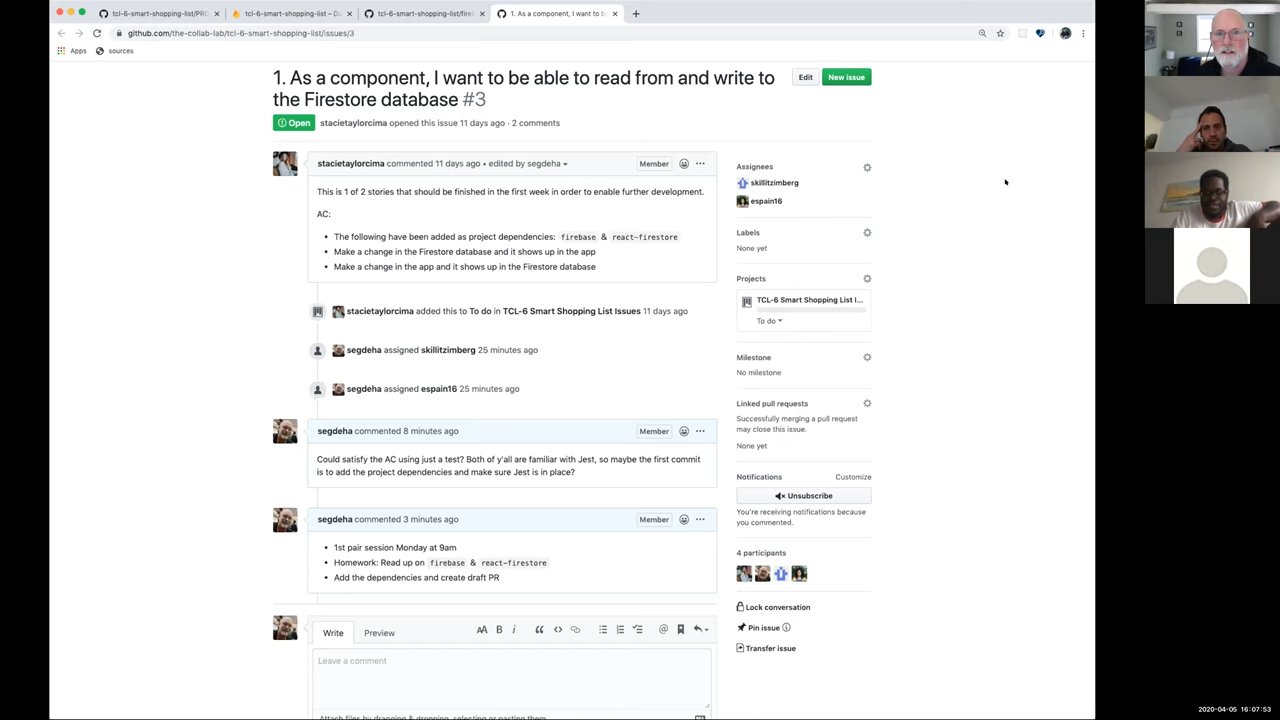 tcl-6-smart-shopping-list/PRO
tcl-6-smart-shopping-list – D
tcl-6-smart-shopping-list/fire
1. As a component, I want to b
github.com/the-collab-lab/tcl-6-smart-shopping-list/issues/3
Apps
sources
1. As a component, I want to be able to read from and write to
the Firestore database #3
Edit
New issue
Open
stacietaylorcima opened this issue 11 days ago · 2 comments
stacietaylorcima commented 11 days ago • edited by segdeha
Member
This is 1 of 2 stories that should be finished in the first week in order to enable further development.
AC:
• The following have been added as project dependencies: firebase & react-firestore
• Make a change in the Firestore database and it shows up in the app
• Make a change in the app and it shows up in the Firestore database
stacietaylorcima added this to To do in TCL-6 Smart Shopping List Issues 11 days ago
segdeha assigned skillitzimberg 25 minutes ago
segdeha assigned espain16 25 minutes ago
segdeha commented 8 minutes ago
Member
Could satisfy the AC using just a test? Both of y'all are familiar with Jest, so maybe the first commit
is to add the project dependencies and make sure Jest is in place?
segdeha commented 3 minutes ago
Member
• 1st pair session Monday at 9am
• Homework: Read up on firebase & react-firestore
• Add the dependencies and create draft PR
Write
Preview
AA B i
Leave a comment
Attach files by dragging & dropping, selecting or pasting them.
Assignees
skillitzimberg
espain16
Labels
None yet
Projects
TCL-6 Smart Shopping List I...
To do
Milestone
No milestone
Linked pull requests
Successfully merging a pull request
may close this issue.
None yet
Notifications
Customize
Unsubscribe
You're receiving notifications because
you commented.
4 participants
Lock conversation
Pin issue
Transfer issue
2020-04-05 16:07:53